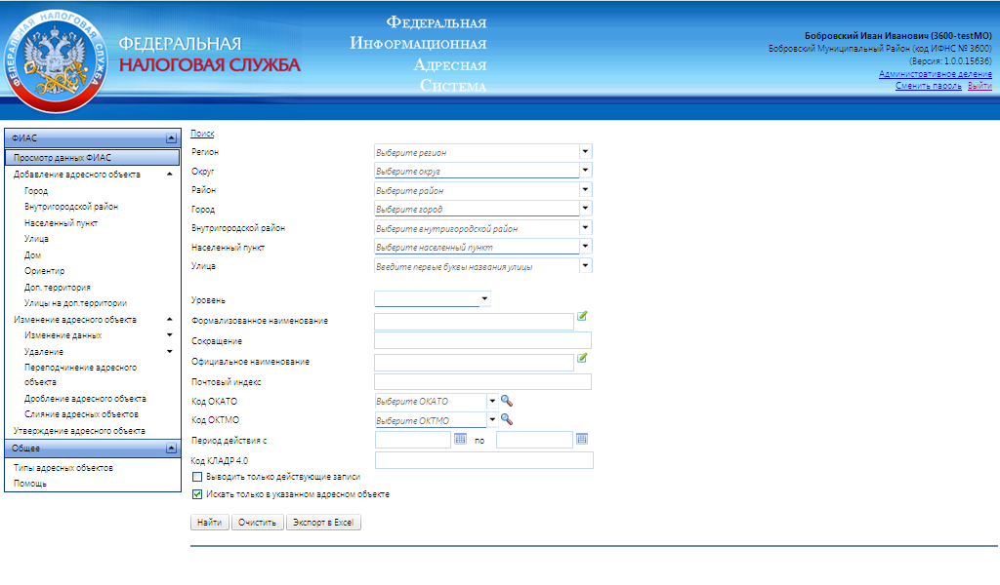 ФЕДЕРАЛЬНАЯ НАЛОГОВАЯ СЛУЖБА
ФЕДЕРАЛЬНАЯ
НАЛОГОВАЯ СЛУЖБА
Федеральная
Информационная
Адресная
Система
Бобровский Иван Иванович (3600-testMO)
Бобровский Муниципальный Район (код ИФНС № 3600)
(Версия: 1.0.0.15636)
Административное деление
Сменить пароль Выйти
ФИАС
Просмотр данных ФИАС
Добавление адресного объекта
Город
Внутригородской район
Населенный пункт
Улица
Дом
Ориентир
Доп. территория
Улицы на доп.территории
Изменение адресного объекта
Изменение данных
Удаление
Переподчинение адресного
объекта
Дробление адресного объекта
Слияние адресных объектов
Утверждение адресного объекта
Общее
Типы адресных объектов
Помощь
Поиск
Регион Выберите регион
Округ Выберите округ
Район Выберите район
Город Выберите город
Внутригородской район Выберите внутригородской район
Населенный пункт Выберите населенный пункт
Улица Введите первые буквы названия улицы
Уровень
Формализованное наименование
Сокращение
Официальное наименование
Почтовый индекс
Код ОКАТО Выберите ОКАТО
Код ОКТМО Выберите ОКТМО
Период действия с по
Код КЛАДР 4.0
Выводить только действующие записи
Искать только в указанном адресном объекте
Найти Очистить Экспорт в Excel